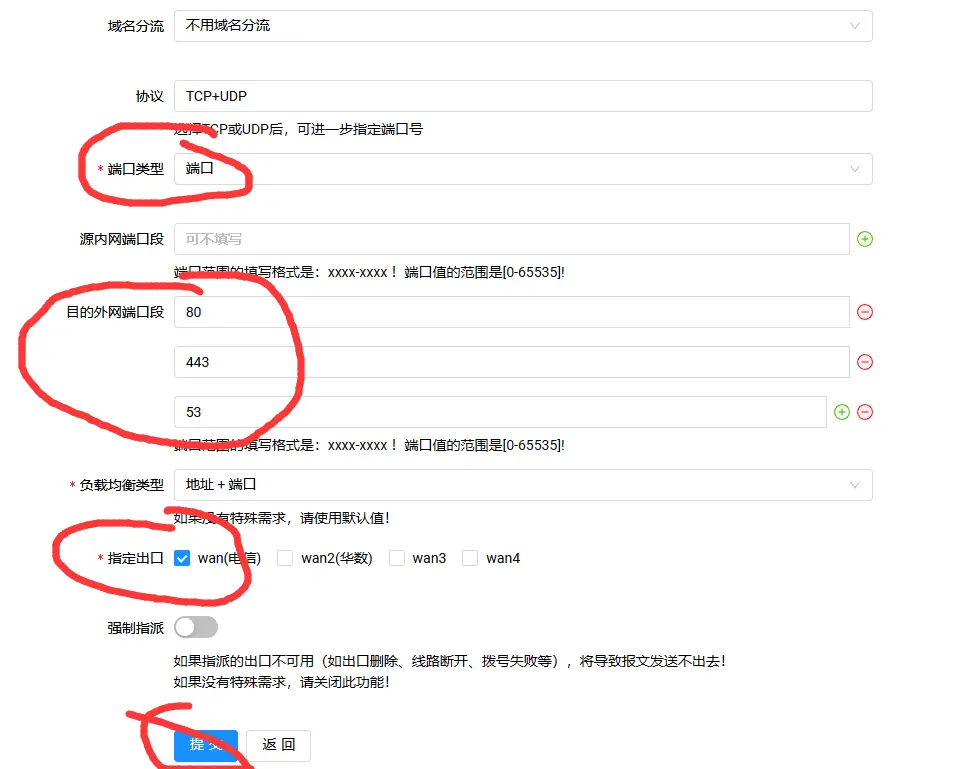 域名分流 不用域名分流
协议 TCP+UDP
选择TCP或UDP后，可进一步指定端口号
* 端口类型 端口
源内网端口段 可不填写
端口范围的填写格式是：xxxx-xxxx！端口值的范围是[0-65535]!
目的外网端口段 80
443
53
端口范围的填写格式是：xxxx-xxxx！端口值的范围是[0-65535]!
* 负载均衡类型 地址 + 端口
如果没有特殊需求，请使用默认值！
* 指定出口 wan(电信) wan2(华数) wan3 wan4
强制指派
如果指派的出口不可用（如出口删除、线路断开、拨号失败等），将导致报文发送不出去！
如果没有特殊需求，请关闭此功能！
提 交 返 回